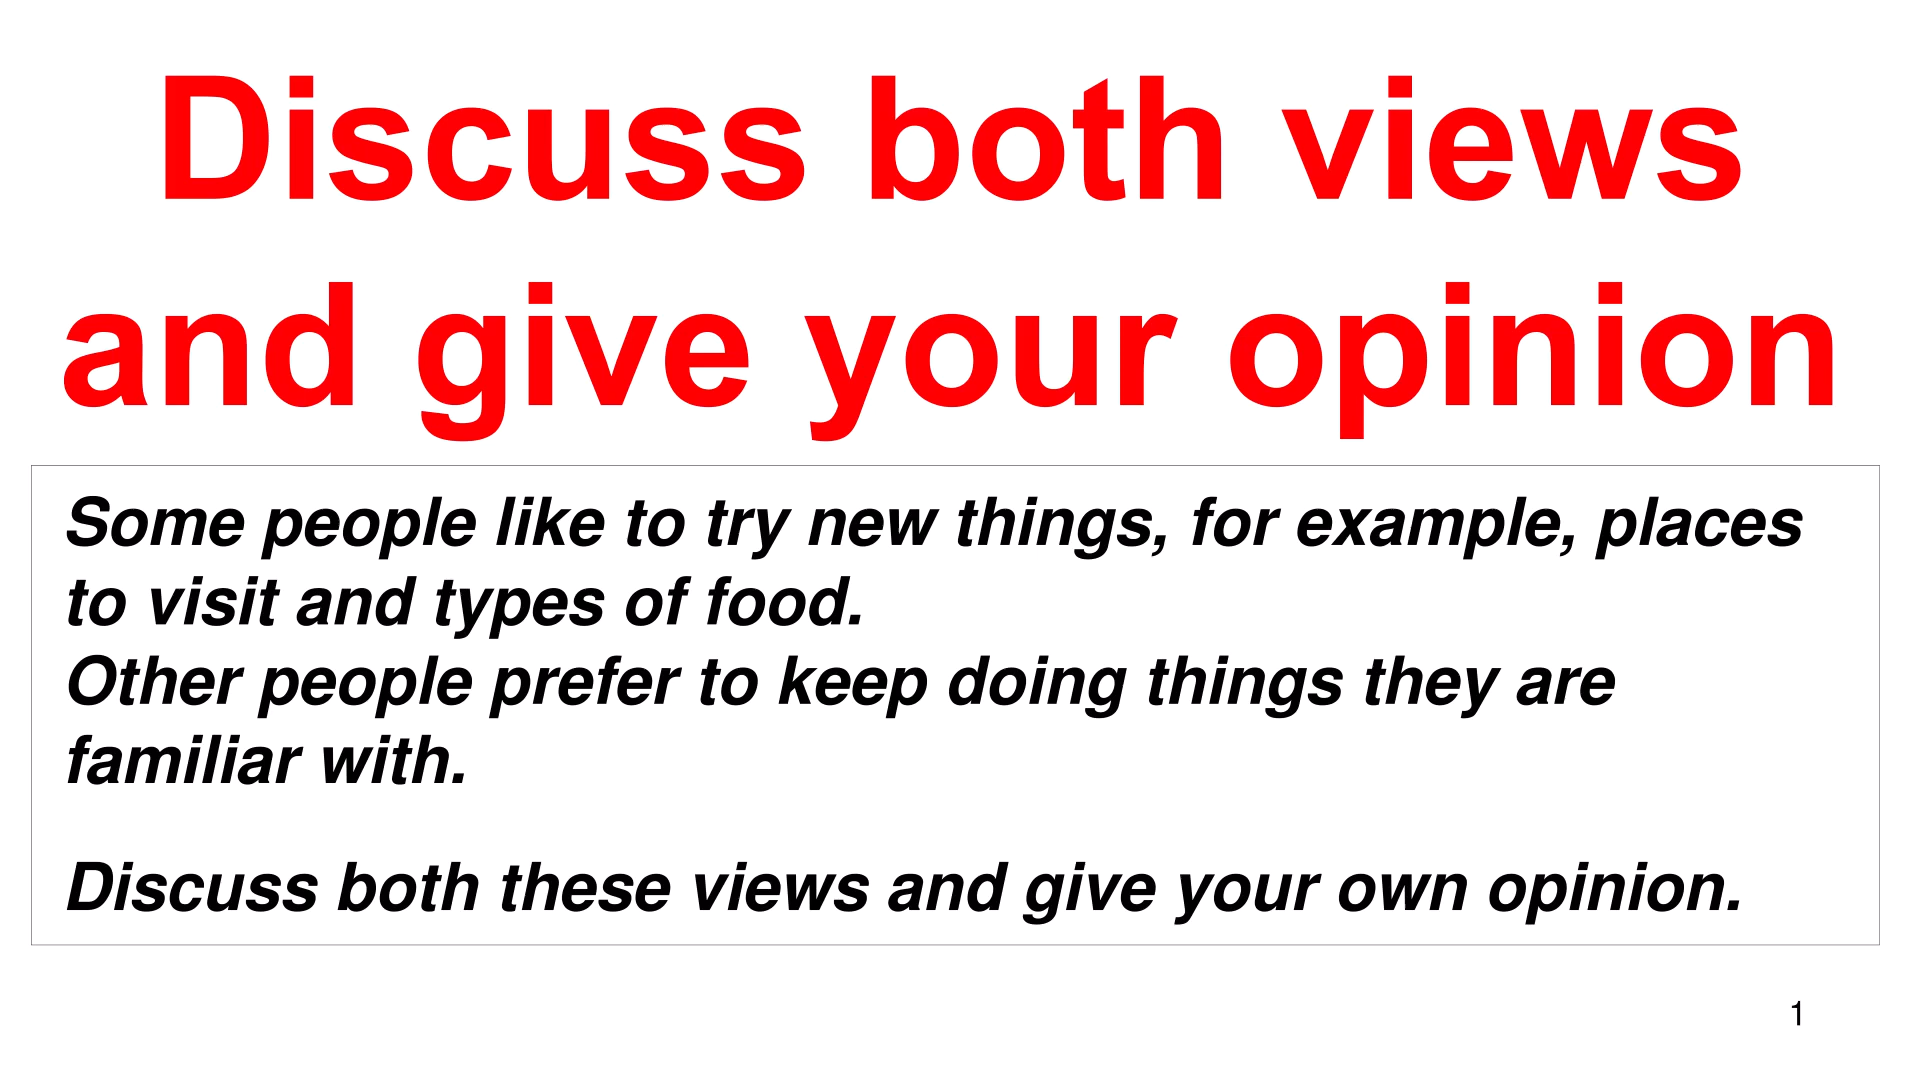 Discuss both views
and give your opinion
Some people like to try new things, for example, places
to visit and types of food.
Other people prefer to keep doing things they are
familiar with.
Discuss both these views and give your own opinion.
1